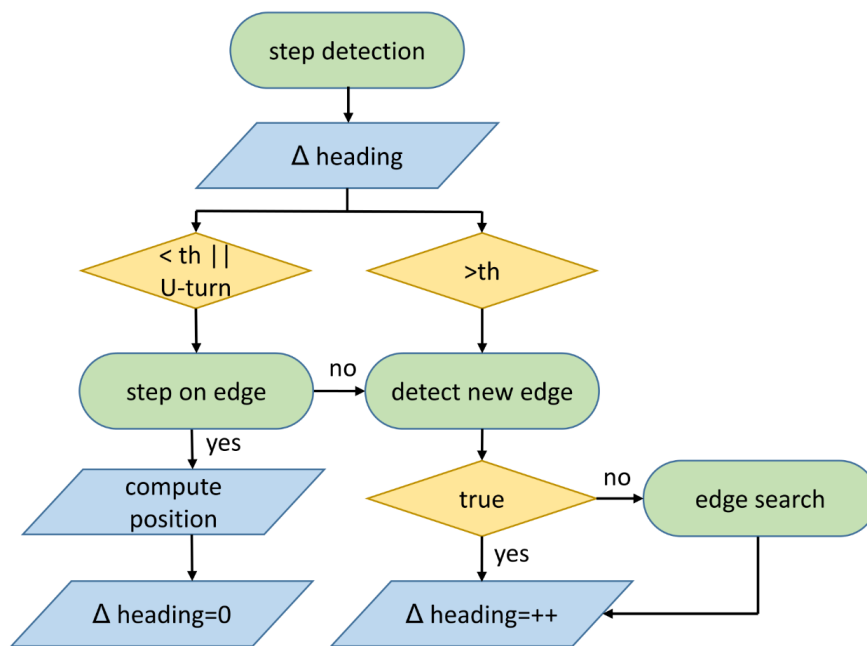 step detection
Δ heading
< th ||
U-turn
>th
step on edge
no
detect new edge
yes
compute
position
true
no
edge search
yes
Δ heading=0
Δ heading=++